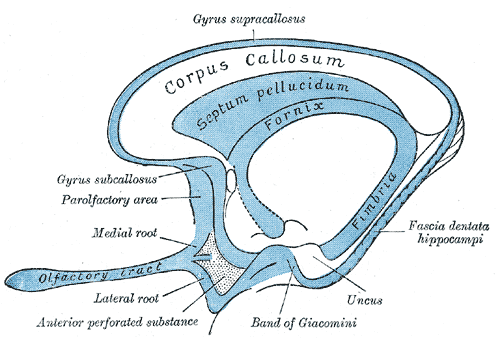 Gyrus supracallosus
Corpus Callosum
Septum pellucidum
Fornix
Gyrus subcallosus
Parolfactory area
Fimbria
Medial root
Fascia dentata
hippocampi
Olfactory tract
Lateral root
Uncus
Anterior perforated substance
Band of Giacomini